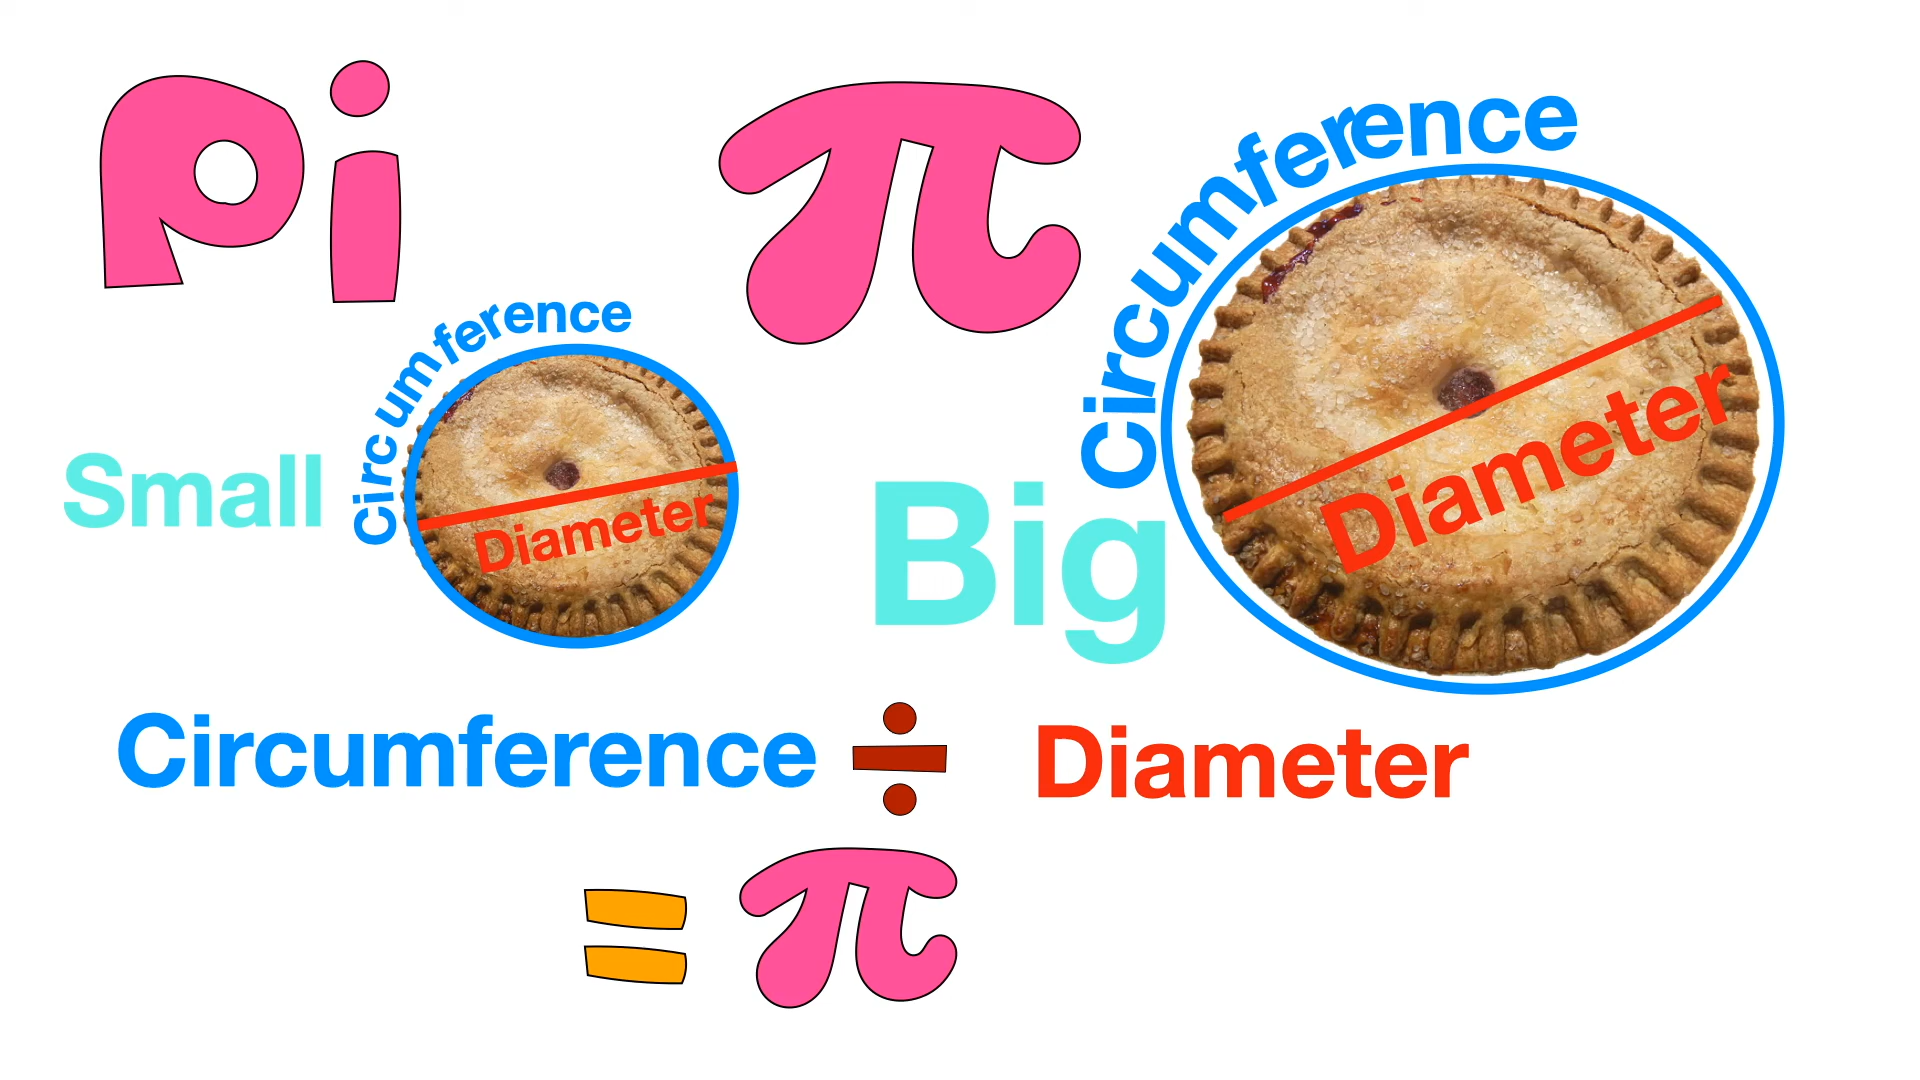 pi π
Circumference
Circumference
Small
Diameter
Big
Diameter
Circumference ÷ Diameter
= π